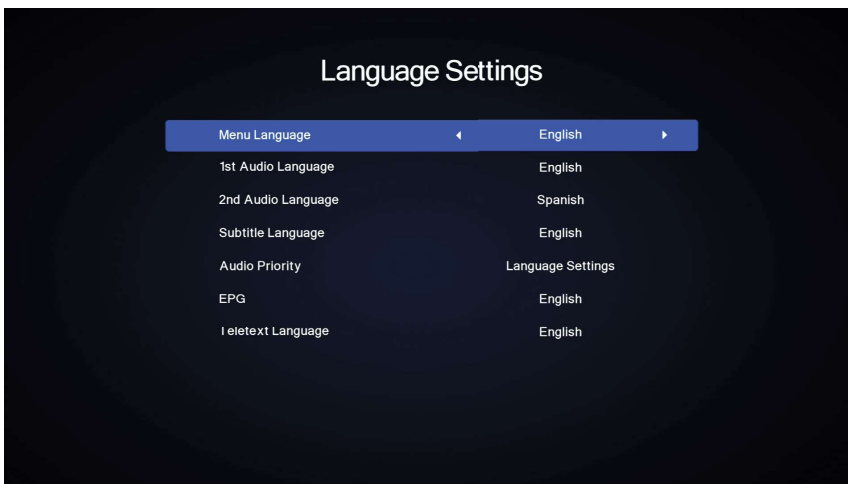 Language Settings
Menu Language English
1st Audio Language English
2nd Audio Language Spanish
Subtitle Language English
Audio Priority Language Settings
EPG English
Teletext Language English